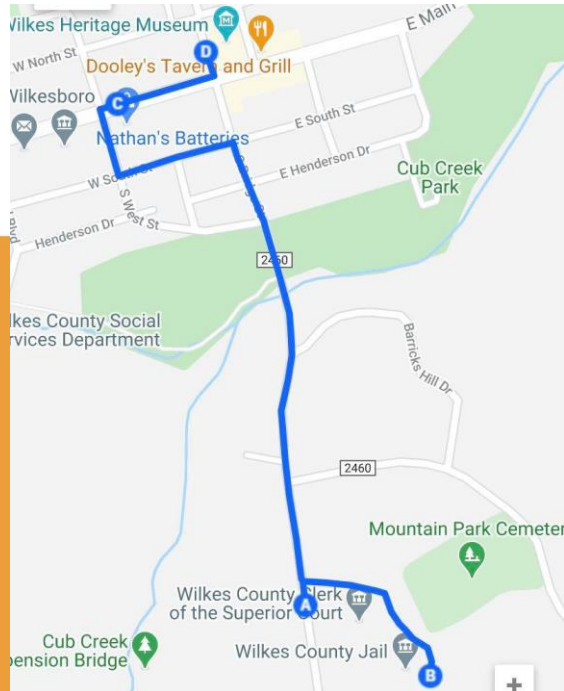 Wilkes Heritage Museum
E Main
W North St
D
Dooley's Tavern and Grill
Wilkesboro
C
Nathan's Batteries
E South St
E Henderson Dr
Cub Creek
Park
W South St
S West St
Henderson Dr
Blvd
2460
Wilkes County Social
Services Department
Barricks Hill Dr
2460
Mountain Park Cemeter
Wilkes County Clerk
of the Superior Court
A
Wilkes County Jail
B
Cub Creek
pension Bridge
+